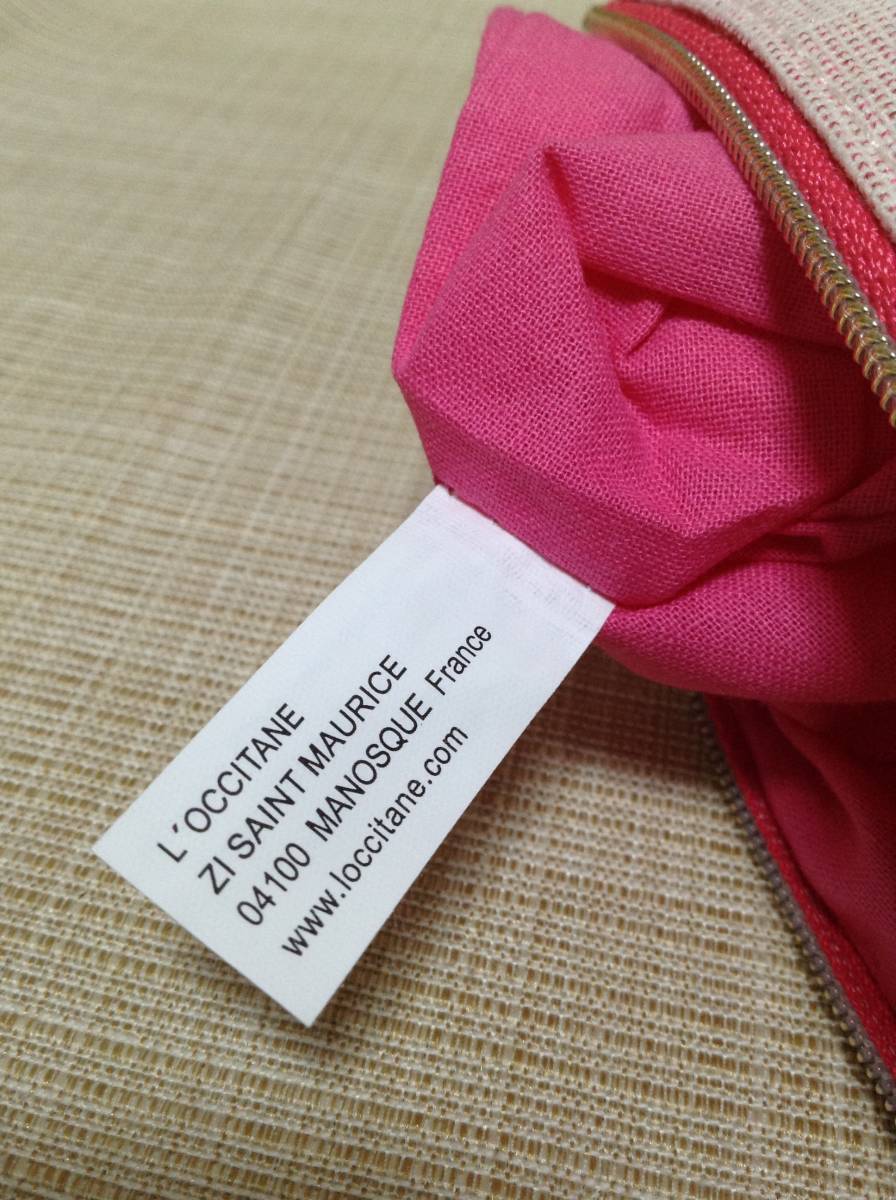 L´OCCITANE
ZI SAINT MAURICE
04100 MANOSQUE France
www.loccitane.com